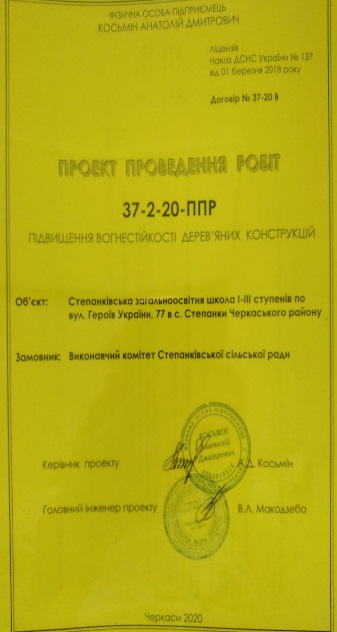 ФІЗИЧНА ОСОБА-ПІДПРИЄМЕЦЬ
КОСЬМІН АНАТОЛІЙ ДМИТРОВИЧ
Ліцензія
Наказ ДСНС України № 137
від 01 березня 2018 року
Договір № 37-20 В
ПРОЕКТ ПРОВЕДЕННЯ РОБІТ
37-2-20-ППР
ПІДВИЩЕННЯ ВОГНЕСТІЙКОСТІ ДЕРЕВ'ЯНИХ КОНСТРУКЦІЙ
Об'єкт: Степанківська загальноосвітня школа І-ІІІ ступенів по
вул. Героїв України, 77 в с. Степанки Черкаського району
Замовник: Виконавчий комітет Степанківської сільської ради
КОСЬМІН
Анатолій
Дмитрович
Керівник проекту А.Д. Косьмін
Головний інженер проекту В.Л. Макодзеба
Черкаси 2020